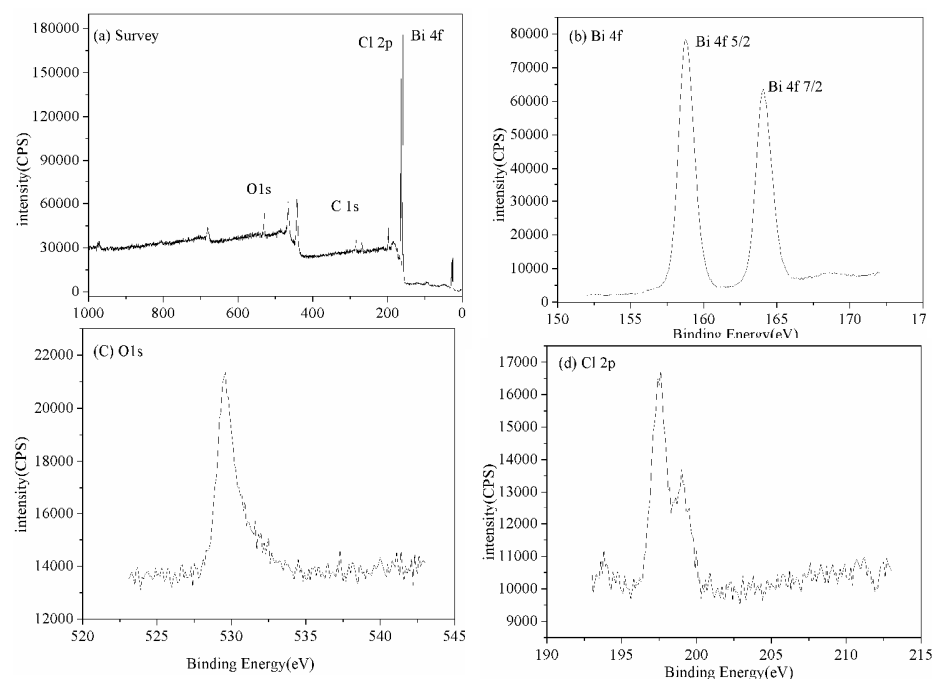 (a) Survey
Cl 2p
Bi 4f
O1s
C 1s
180000
150000
120000
90000
60000
30000
0
intensity(CPS)
1000 800 600 400 200 0
(b) Bi 4f
Bi 4f 5/2
Bi 4f 7/2
80000
70000
60000
50000
40000
30000
20000
10000
0
intensity(CPS)
150 155 160 165 170 17
Binding Energy(eV)
(C) O1s
22000
20000
18000
16000
14000
12000
intensity(CPS)
520 525 530 535 540 545
Binding Energy(eV)
(d) Cl 2p
17000
16000
15000
14000
13000
12000
11000
10000
9000
intensity(CPS)
190 195 200 205 210 215
Binding Energy(eV)